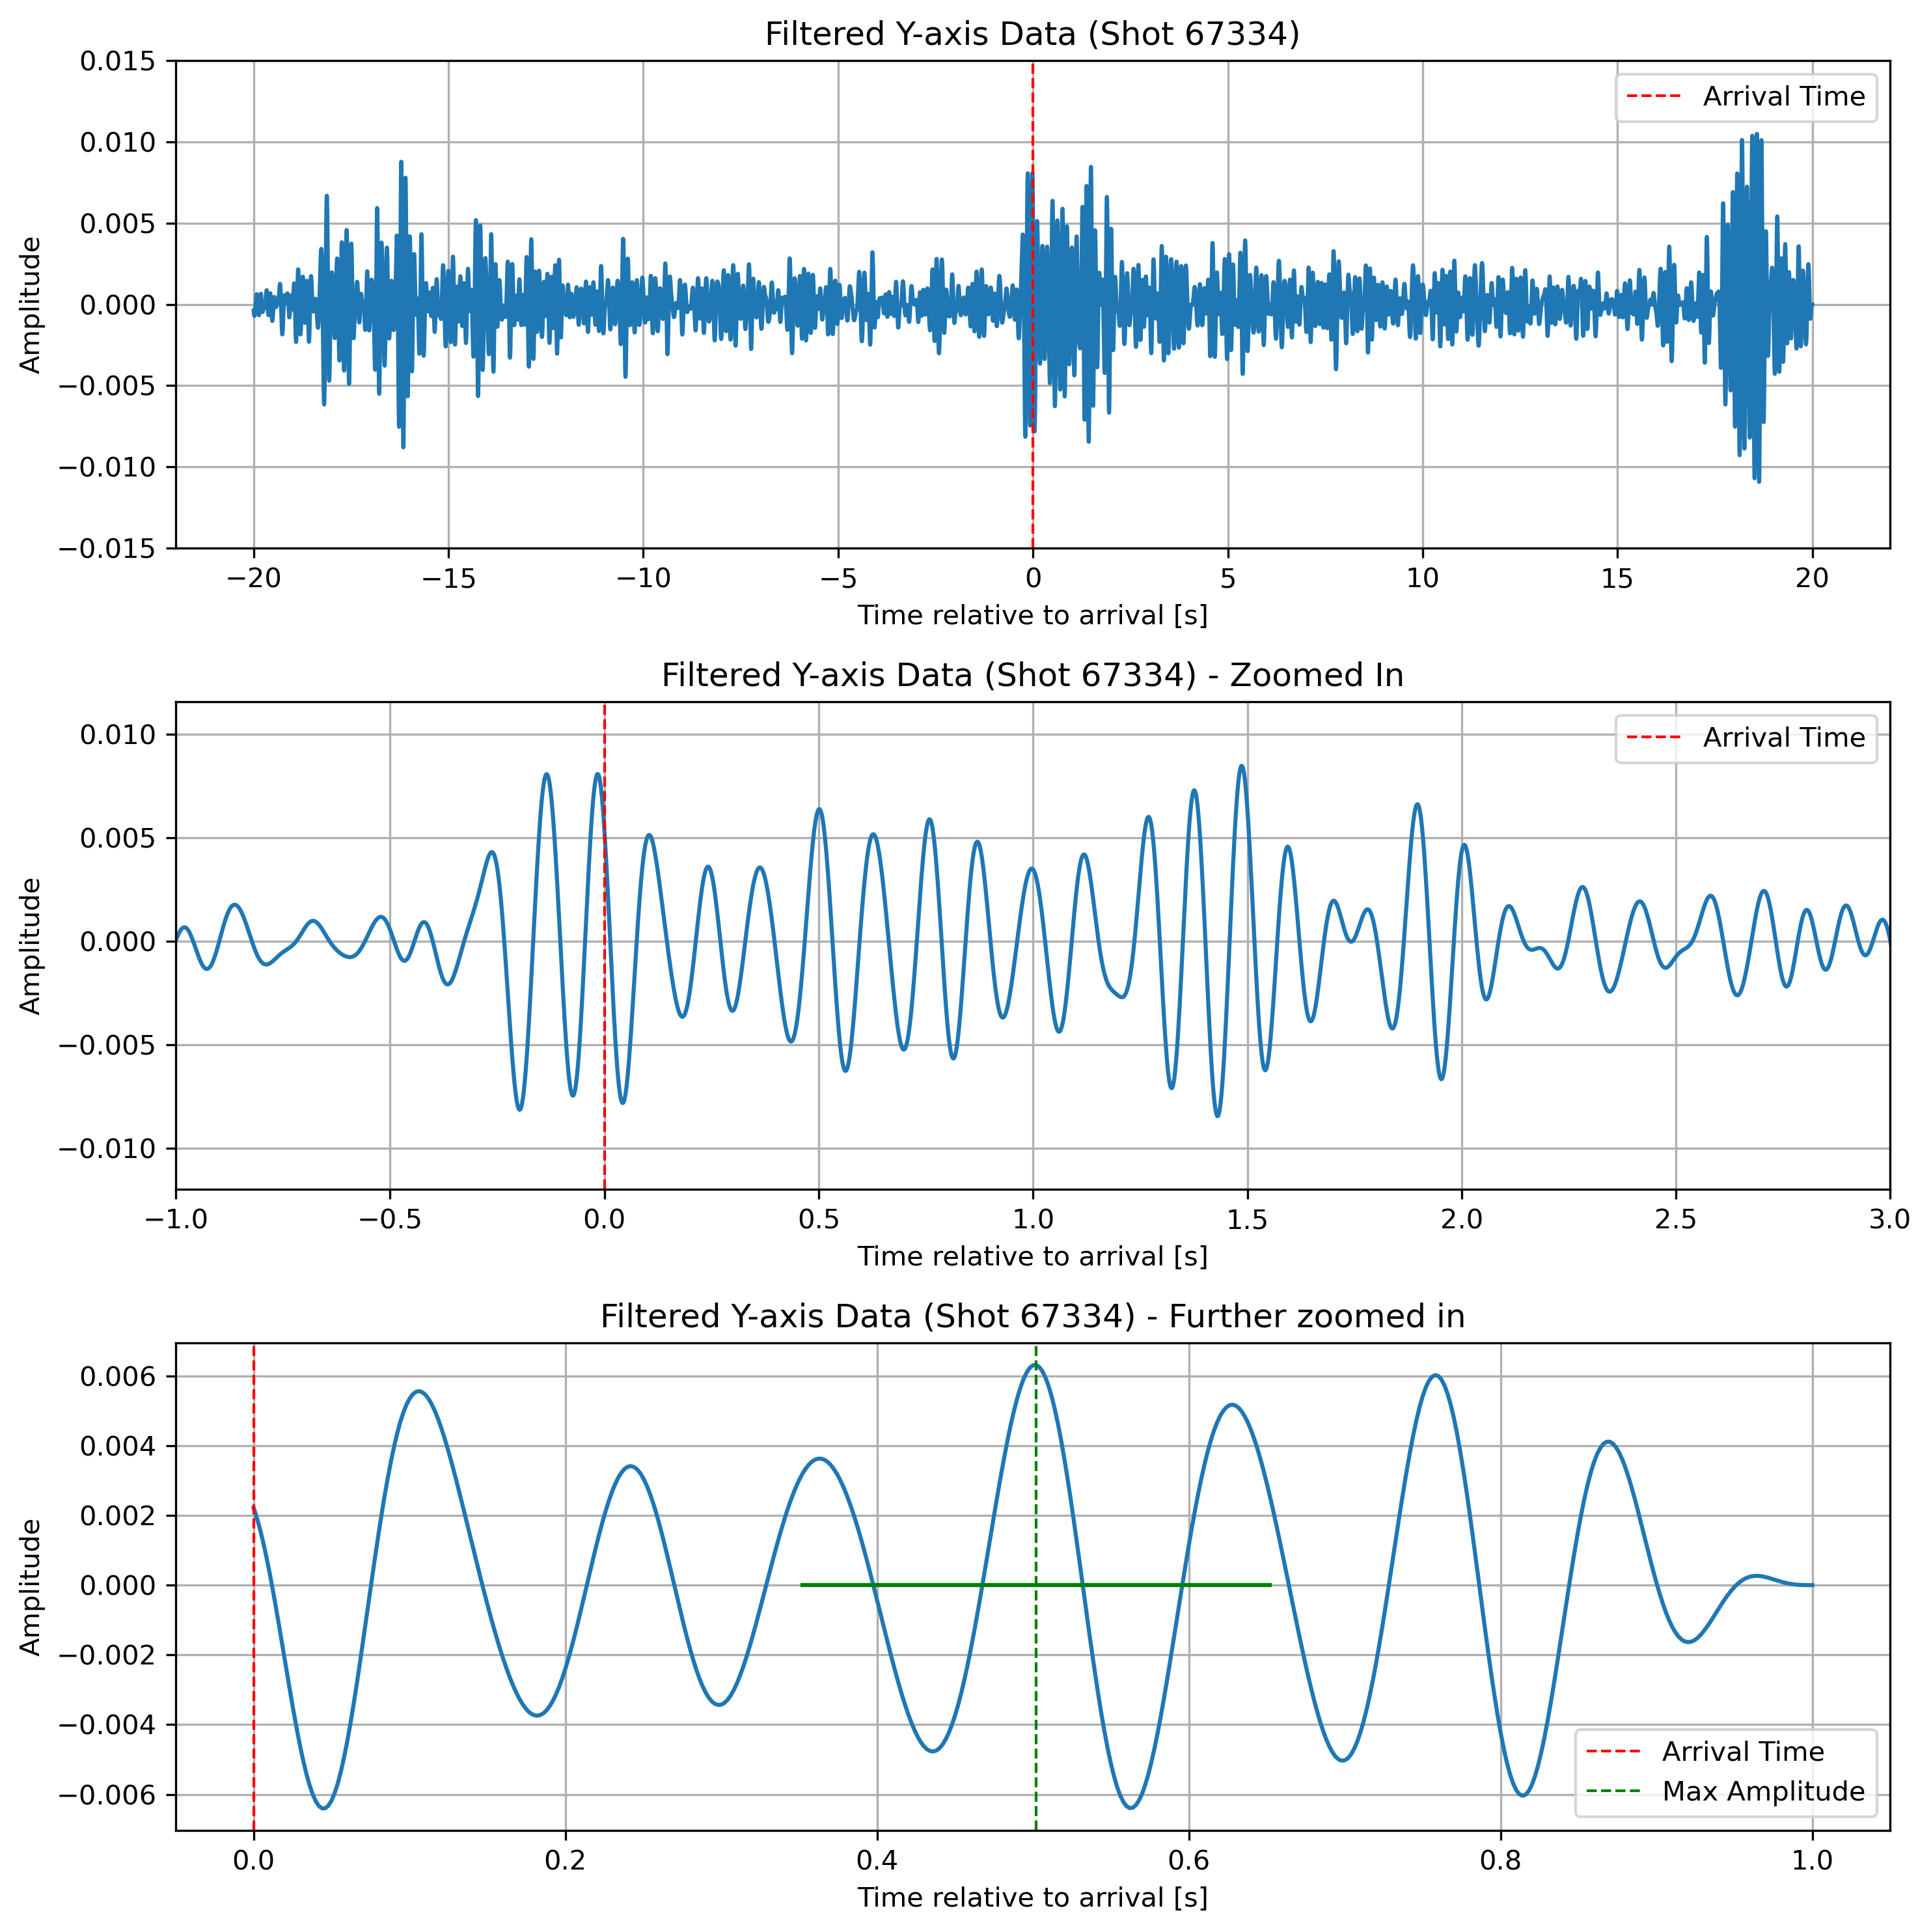 Filtered Y-axis Data (Shot 67334)
0.015
0.010
0.005
0.000
−0.005
−0.010
−0.015
Amplitude
Arrival Time
−20 −15 −10 −5 0 5 10 15 20
Time relative to arrival [s]
Filtered Y-axis Data (Shot 67334) - Zoomed In
0.010
0.005
0.000
−0.005
−0.010
Amplitude
Arrival Time
−1.0 −0.5 0.0 0.5 1.0 1.5 2.0 2.5 3.0
Time relative to arrival [s]
Filtered Y-axis Data (Shot 67334) - Further zoomed in
0.006
0.004
0.002
0.000
−0.002
−0.004
−0.006
Amplitude
Arrival Time
Max Amplitude
0.0 0.2 0.4 0.6 0.8 1.0
Time relative to arrival [s]